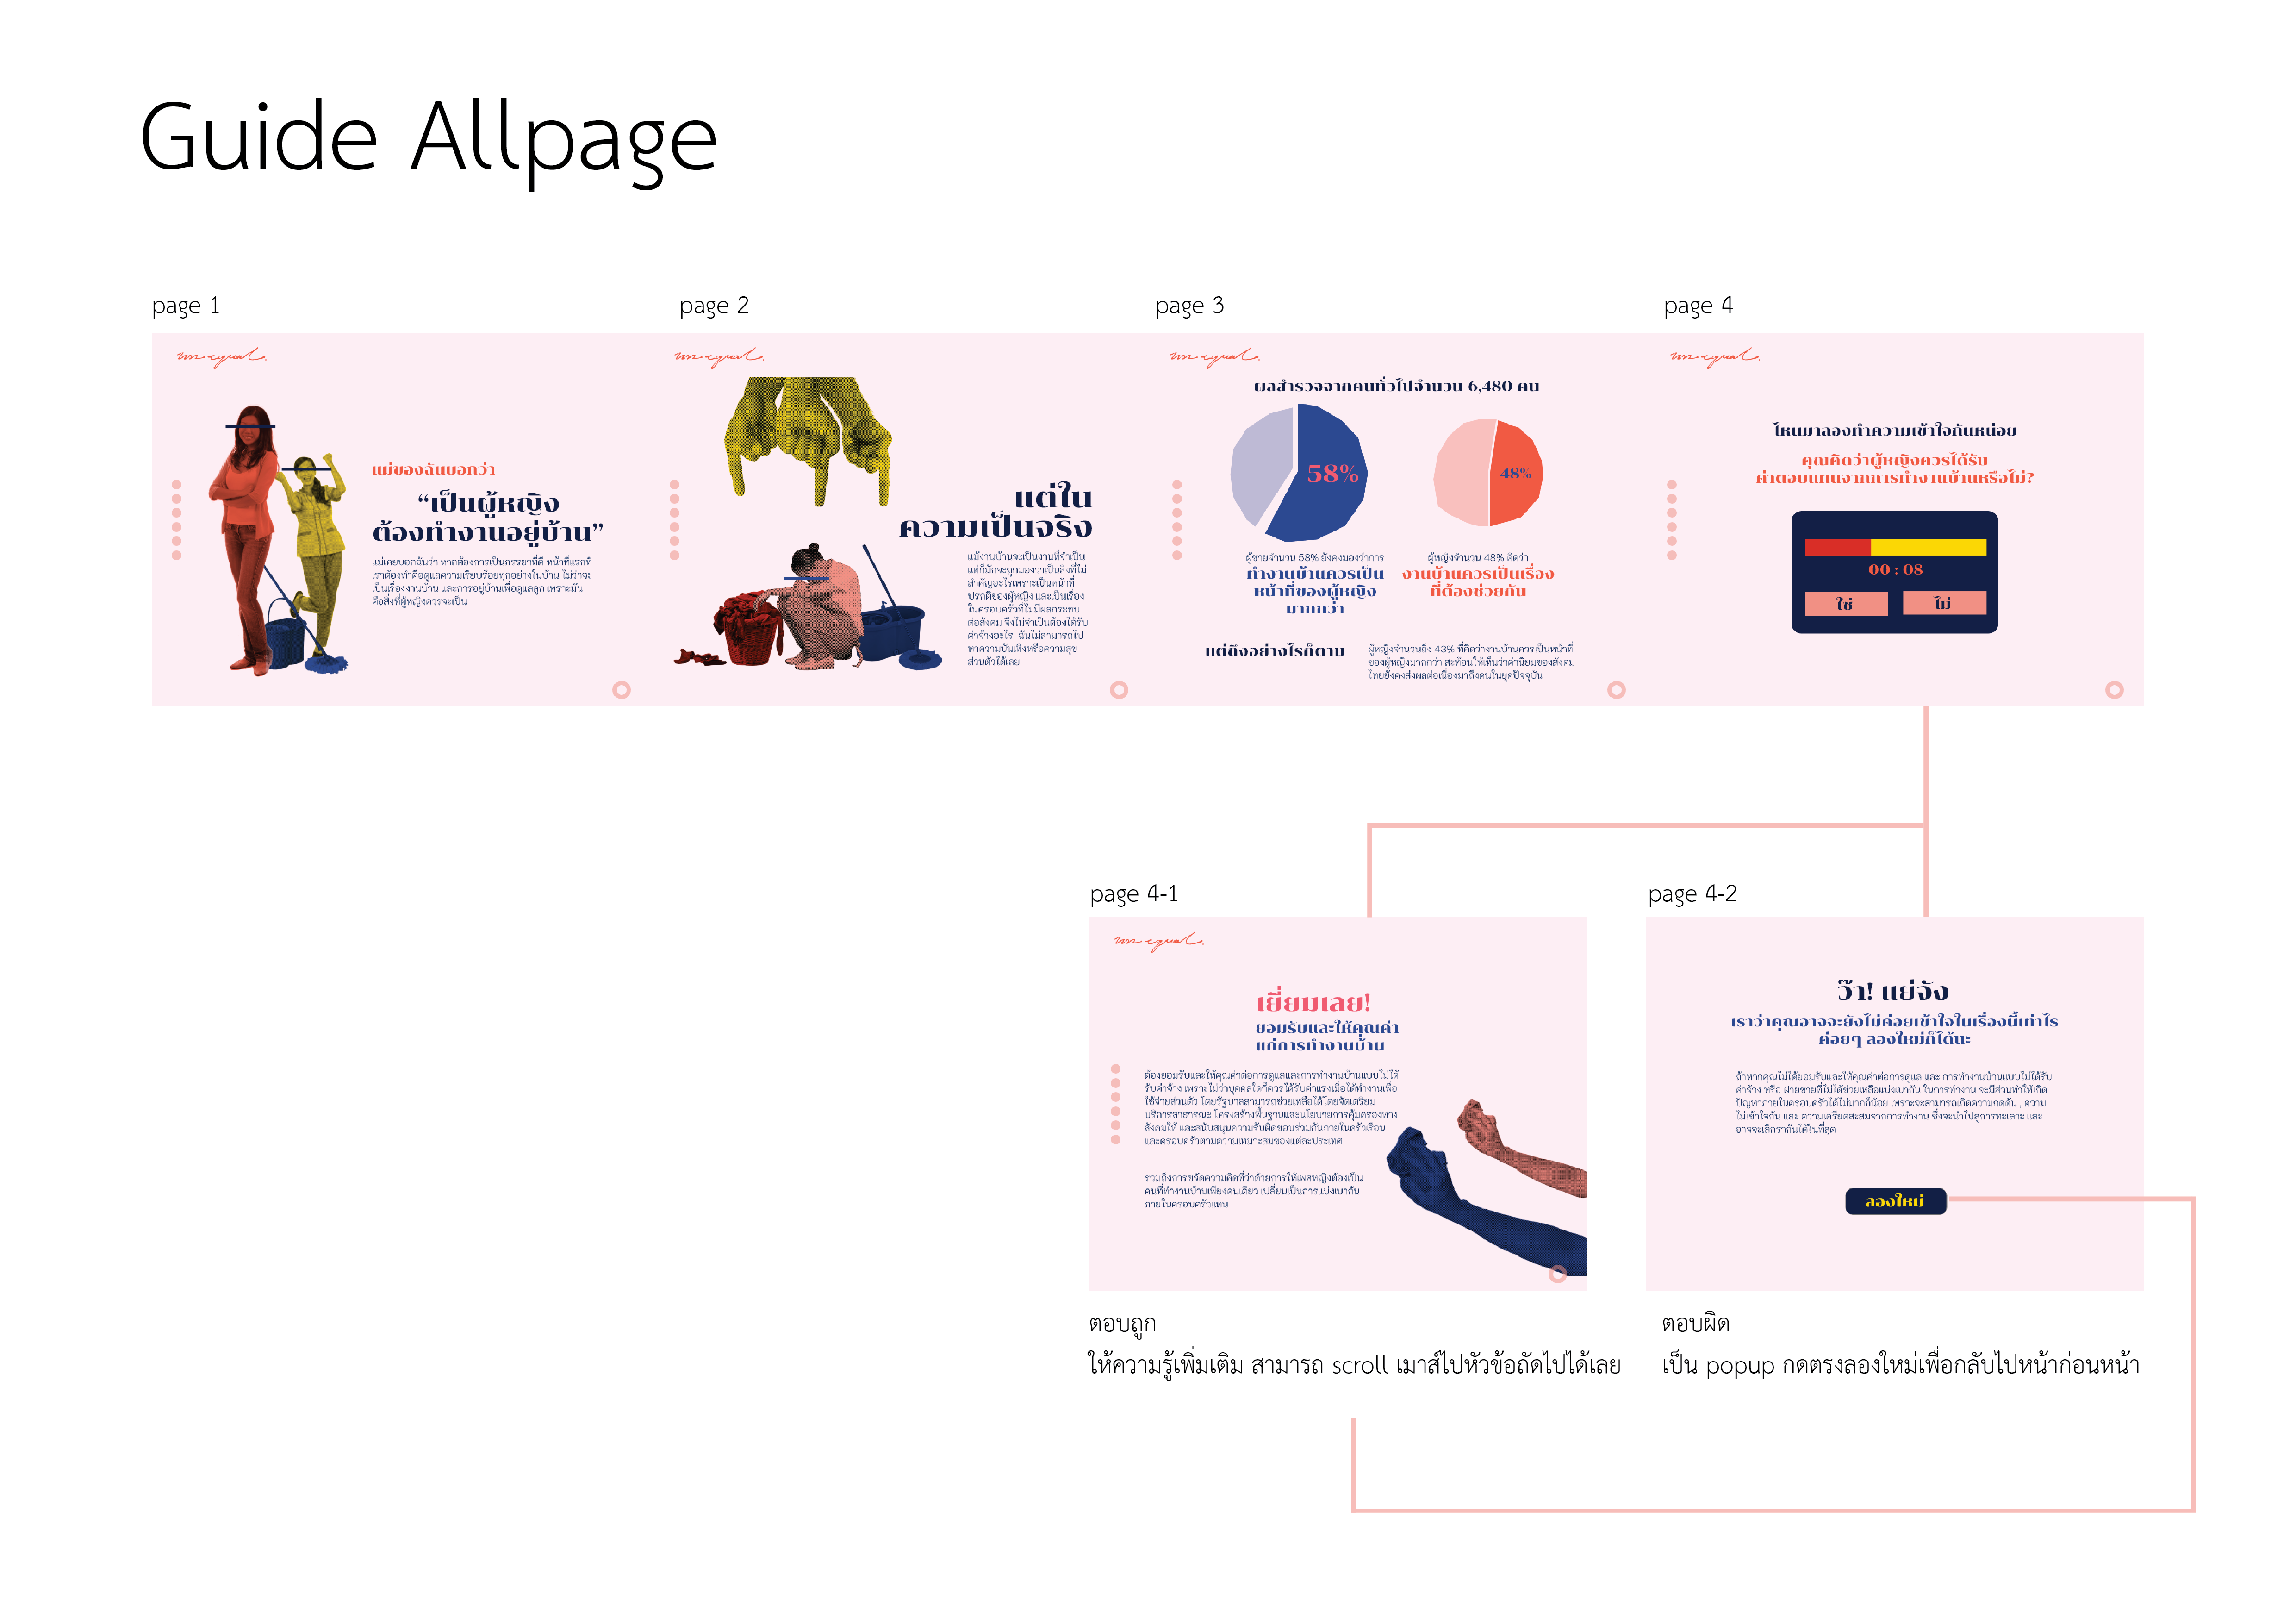 Guide Allpage
page 1
page 2
page 3
page 4
un equal.
แม่ของฉันบอกว่า
“เป็นผู้หญิง
ต้องทำงานอยู่บ้าน”
แม่เคยบอกฉันว่า หากต้องการเป็นภรรยาที่ดี หน้าที่แรกที่
เราต้องทำคือดูแลความเรียบร้อยทุกอย่างในบ้าน ไม่ว่าจะ
เป็นเรื่องงานบ้าน และการอยู่บ้านเพื่อดูแลลูก เพราะมัน
คือสิ่งที่ผู้หญิงควรจะเป็น
un equal.
แต่ใน
ความเป็นจริง
แม้งานบ้านจะเป็นงานที่จำเป็น
แต่ก็มักจะถูกมองว่าเป็นสิ่งที่ไม่
สำคัญอะไรเพราะเป็นหน้าที่
ปรกติของผู้หญิง และเป็นเรื่อง
ในครอบครัวที่ไม่มีผลกระทบ
ต่อสังคม จึงไม่จำเป็นต้องได้รับ
ค่าจ้างอะไร ฉันไม่สามารถไป
หาความบันเทิงหรือความสุข
ส่วนตัวได้เลย
un equal.
ผลสำรวจจากคนทั่วไปจำนวน 6,480 คน
58%
48%
ผู้ชายจำนวน 58% ยังคงมองว่าการ
ทำงานบ้านควรเป็น
หน้าที่ของผู้หญิง
มากกว่า
ผู้หญิงจำนวน 48% คิดว่า
งานบ้านควรเป็นเรื่อง
ที่ต้องช่วยกัน
แต่ถึงอย่างไรก็ตาม
ผู้หญิงจำนวนถึง 43% ที่คิดว่างานบ้านควรเป็นหน้าที่
ของผู้หญิงมากกว่า สะท้อนให้เห็นว่าค่านิยมของสังคม
ไทยยังคงส่งผลต่อเนื่องมาถึงคนในยุคปัจจุบัน
un equal.
ไหนมาลองทำความเข้าใจกันหน่อย
คุณคิดว่าผู้หญิงควรได้รับ
ค่าตอบแทนจากการทำงานบ้านหรือไม่?
00 : 08
ใช่
ไม่
page 4-1
page 4-2
un equal.
เยี่ยมเลย!
ยอมรับและให้คุณค่า
แก่การทำงานบ้าน
ต้องยอมรับและให้คุณค่าต่อการดูแลและการทำงานบ้านแบบไม่ได้
รับค่าจ้าง เพราะไม่ว่าบุคคลใดก็ควรได้รับค่าแรงเมื่อได้ทำงานเพื่อ
ใช้จ่ายส่วนตัว โดยรัฐบาลสามารถช่วยเหลือได้โดยจัดเตรียม
บริการสาธารณะ โครงสร้างพื้นฐานและนโยบายการคุ้มครองทาง
สังคมให้ และสนับสนุนความรับผิดชอบร่วมกันภายในครัวเรือน
และครอบครัวตามความเหมาะสมของแต่ละประเทศ
รวมถึงการขจัดความคิดที่ว่าด้วยการให้เพศหญิงต้องเป็น
คนที่ทำงานบ้านเพียงคนเดียว เปลี่ยนเป็นการแบ่งเบากัน
ภายในครอบครัวแทน
ว๊า! แย่จัง
เราว่าคุณอาจจะยังไม่ค่อยเข้าใจในเรื่องนี้เท่าไร
ค่อยๆ ลองใหม่ก็ได้นะ
ถ้าหากคุณไม่ได้ยอมรับและให้คุณค่าต่อการดูแล และ การทำงานบ้านแบบไม่ได้รับ
ค่าจ้าง หรือ ฝ่ายชายที่ไม่ได้ช่วยเหลือแบ่งเบากัน ในการทำงาน จะมีส่วนทำให้เกิด
ปัญหาภายในครอบครัวได้ไม่มากก็น้อย เพราะจะสามารถเกิดความกดดัน , ความ
ไม่เข้าใจกัน และ ความเครียดสะสมจากการทำงาน ซึ่งจะนำไปสู่การทะเลาะ และ
อาจจะเลิกรากันได้ในที่สุด
ลองใหม่
ตอบถูก
ให้ความรู้เพิ่มเติม สามารถ scroll เมาส์ไปหัวข้อถัดไปได้เลย
ตอบผิด
เป็น popup กดตรงลองใหม่เพื่อกลับไปหน้าก่อนหน้า